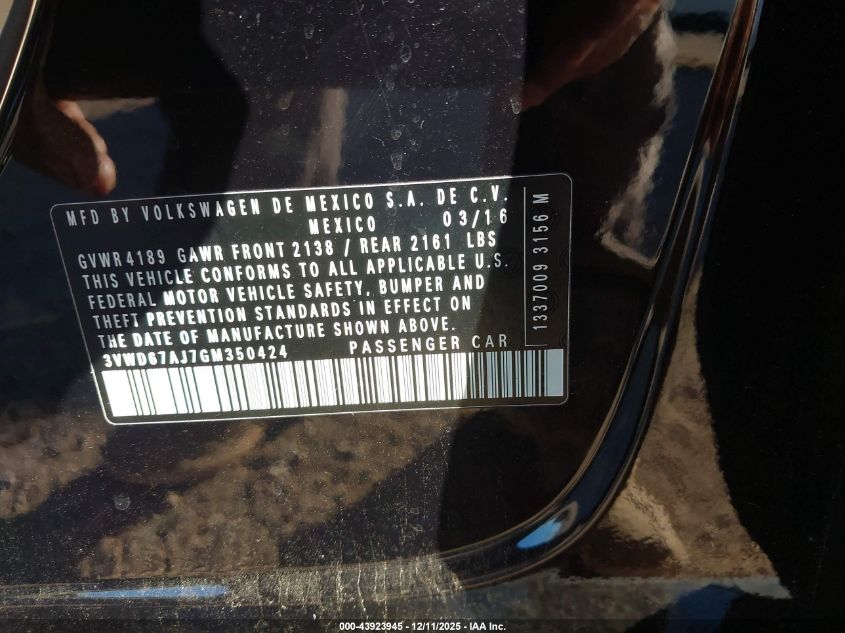 MFD BY VOLKSWAGEN DE MEXICO S.A. DE C.V.
MEXICO 03/16
GVWR 4189 GAWR FRONT 2138 / REAR 2161 LBS
THIS VEHICLE CONFORMS TO ALL APPLICABLE U.S.
FEDERAL MOTOR VEHICLE SAFETY, BUMPER AND
THEFT PREVENTION STANDARDS IN EFFECT ON
THE DATE OF MANUFACTURE SHOWN ABOVE.
3VWD67AJ7GM350424 PASSENGER CAR
1337009 3156 M
000-43923945 - 12/11/2025 - IAA Inc.